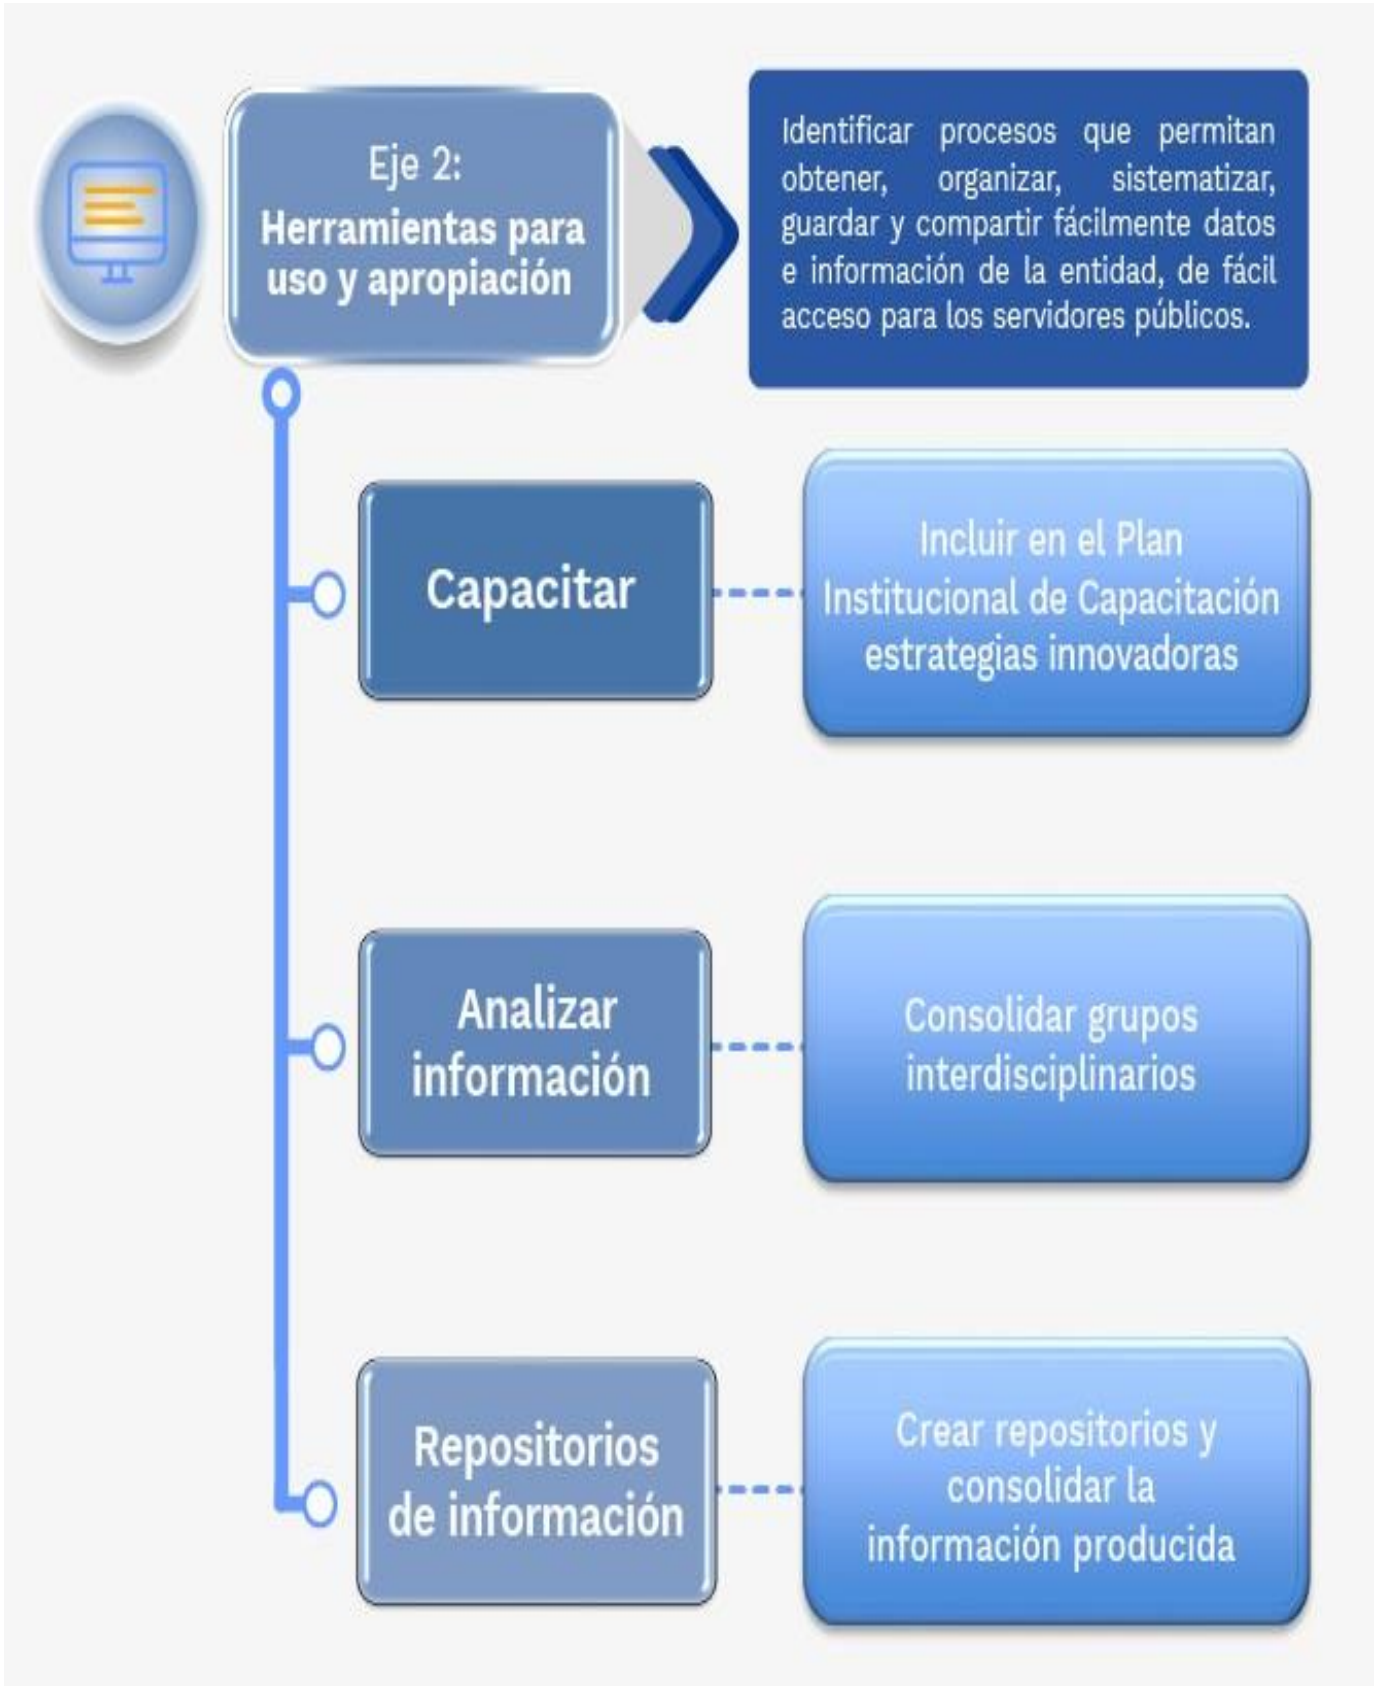 Eje 2:
Herramientas para
uso y apropiación
Identificar procesos que permitan
obtener, organizar, sistematizar,
guardar y compartir fácilmente datos
e información de la entidad, de fácil
acceso para los servidores públicos.
Capacitar
Incluir en el Plan
Institucional de Capacitación
estrategias innovadoras
Analizar
información
Consolidar grupos
interdisciplinarios
Repositorios
de información
Crear repositorios y
consolidar la
información producida